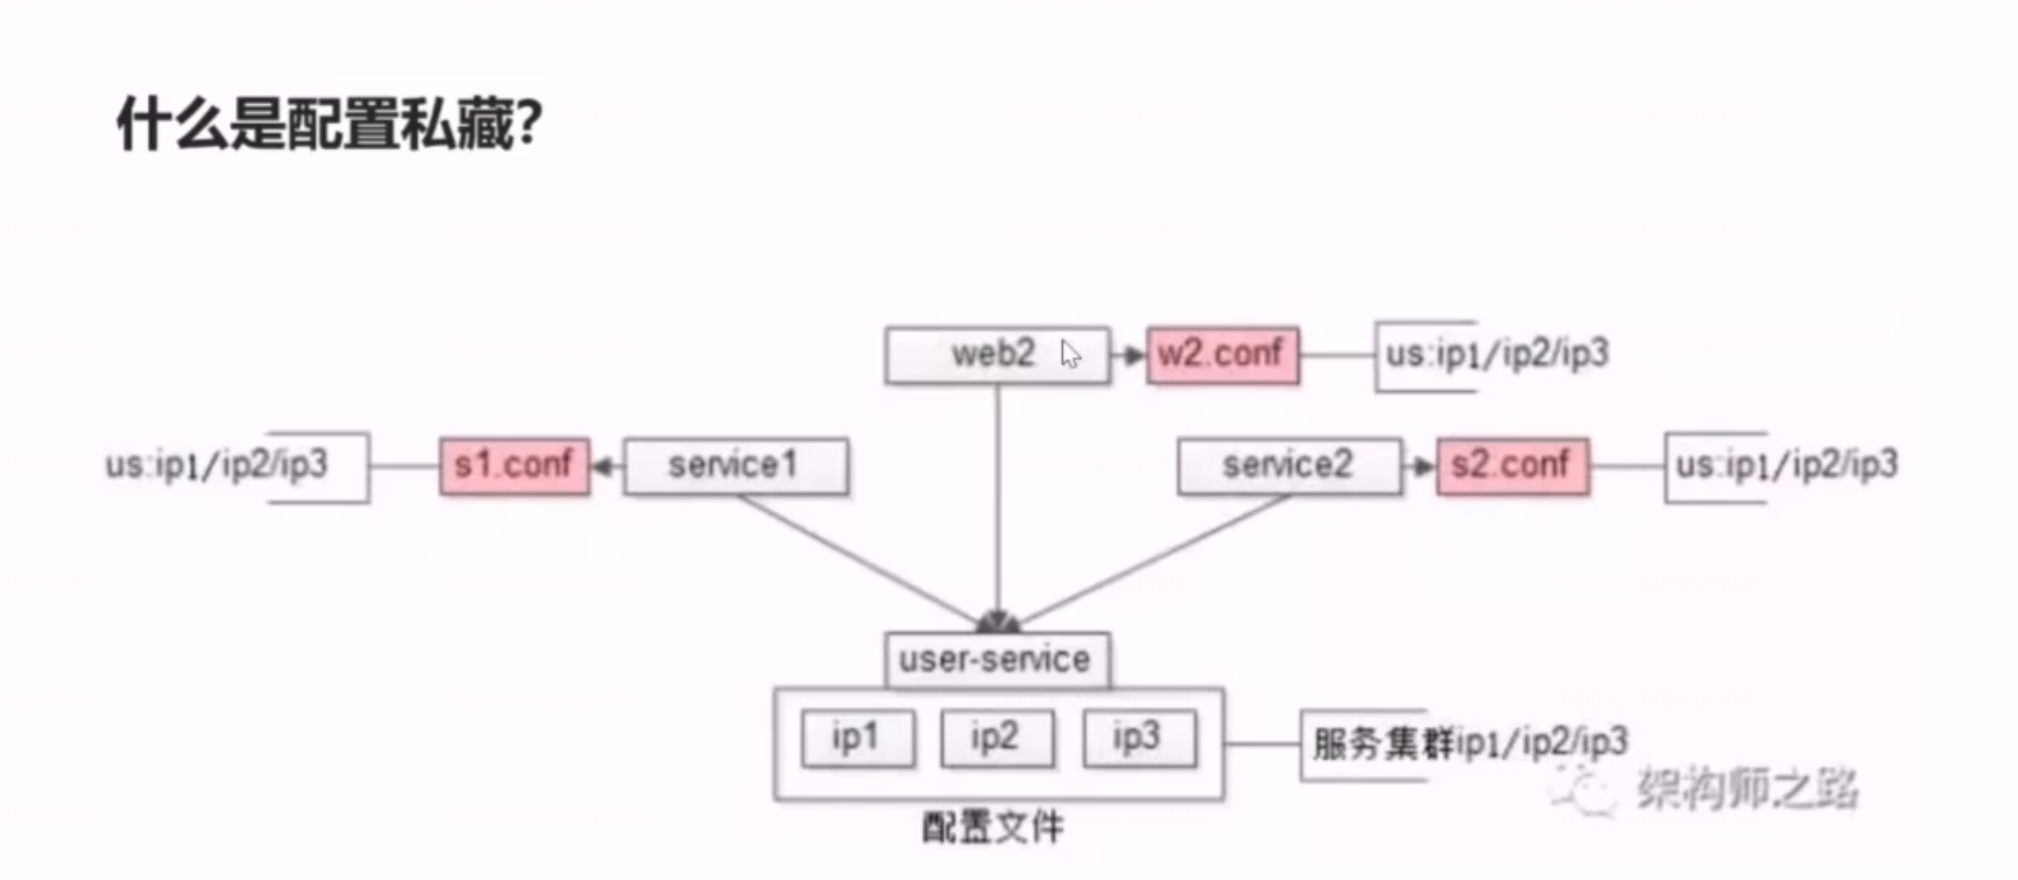 什么是配置私藏?
web2
w2.conf
us:ip1/ip2/ip3
us:ip1/ip2/ip3
s1.conf
service1
service2
s2.conf
us:ip1/ip2/ip3
user-service
ip1
ip2
ip3
服务集群ip1/ip2/ip3
架构师之路
配置文件